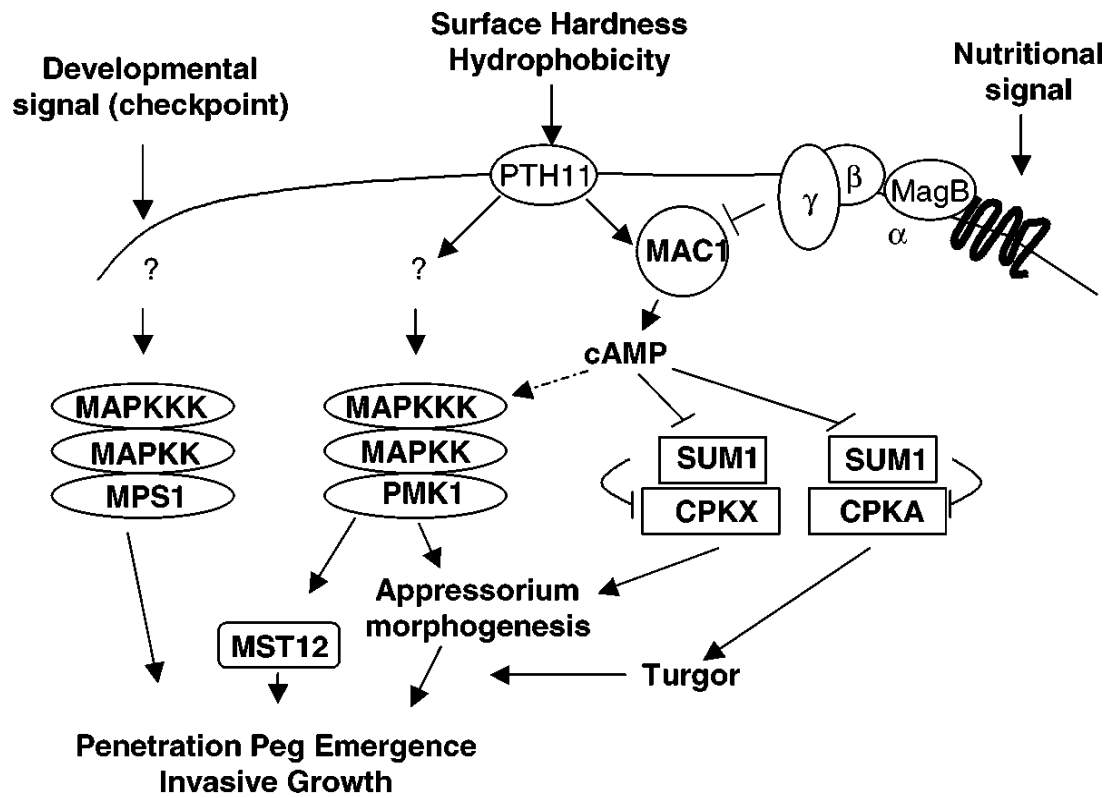 Surface Hardness
Hydrophobicity
Developmental
signal (checkpoint)
Nutritional
signal
PTH11
γ
β
MagB
α
MAC1
?
?
cAMP
MAPKKK
MAPKK
MPS1
MAPKKK
MAPKK
PMK1
SUM1
CPKX
SUM1
CPKA
Appressorium
morphogenesis
MST12
Turgor
Penetration Peg Emergence
Invasive Growth